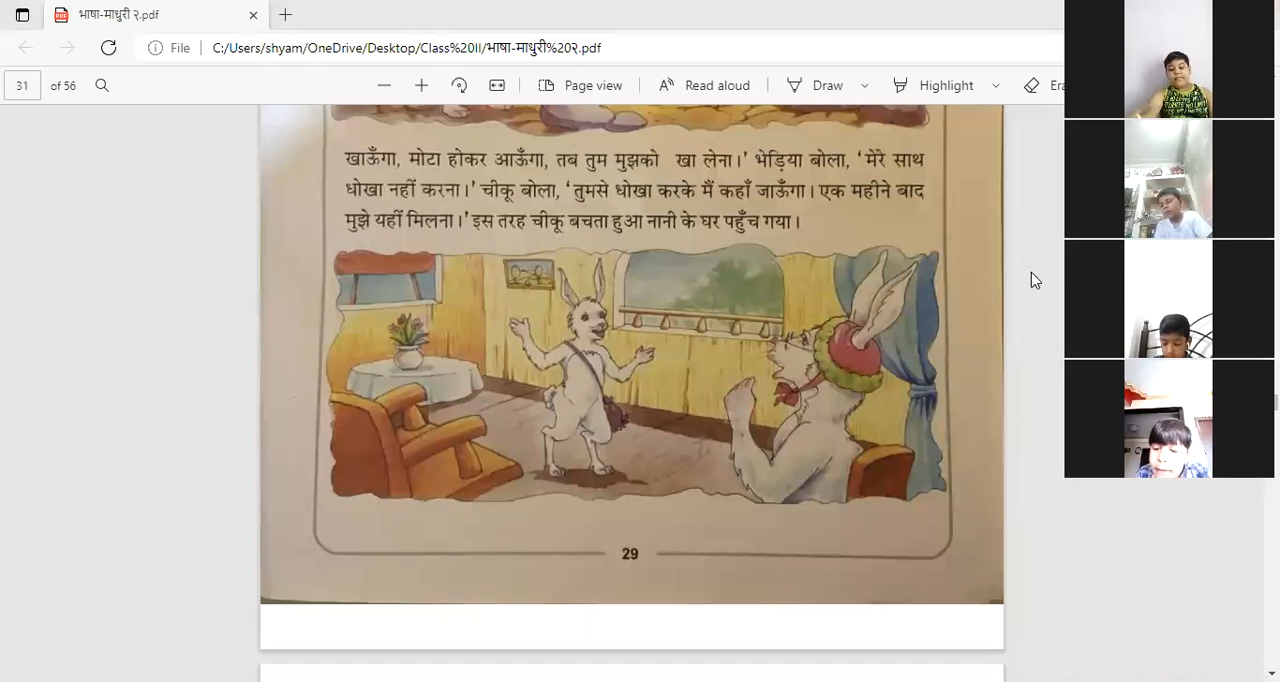 भाषा-माधुरी २.pdf
File C:/Users/shyam/OneDrive/Desktop/Class%20II/भाषा-माधुरी%20२.pdf
31 of 56 Page view Read aloud Draw Highlight Era
खाऊँगा, मोटा होकर आऊँगा, तब तुम मुझको खा लेना।' भेड़िया बोला, 'मेरे साथ
धोखा नहीं करना।' चीकू बोला, 'तुमसे धोखा करके मैं कहाँ जाऊँगा। एक महीने बाद
मुझे यहीं मिलना।' इस तरह चीकू बचता हुआ नानी के घर पहुँच गया।
29